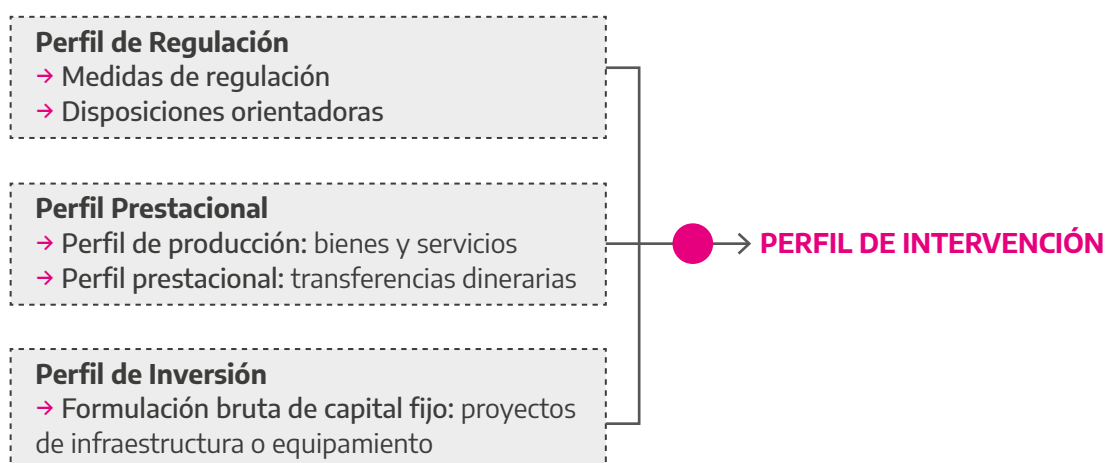 Perfil de Regulación
→ Medidas de regulación
→ Disposiciones orientadoras
Perfil Prestacional
→ Perfil de producción: bienes y servicios
→ Perfil prestacional: transferencias dinerarias
PERFIL DE INTERVENCIÓN
Perfil de Inversión
→ Formulación bruta de capital fijo: proyectos
de infraestructura o equipamiento